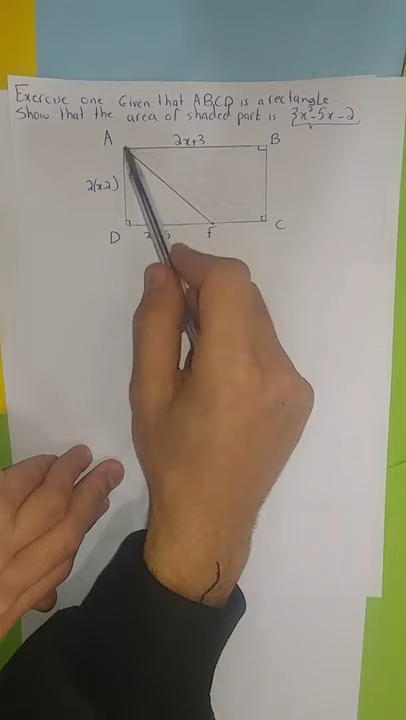 Exercise one Given that ABCD is a rectangle.
Show that the area of shaded part is 3x²-5x-2
A 2x+3 B
2(x-2)
D f C